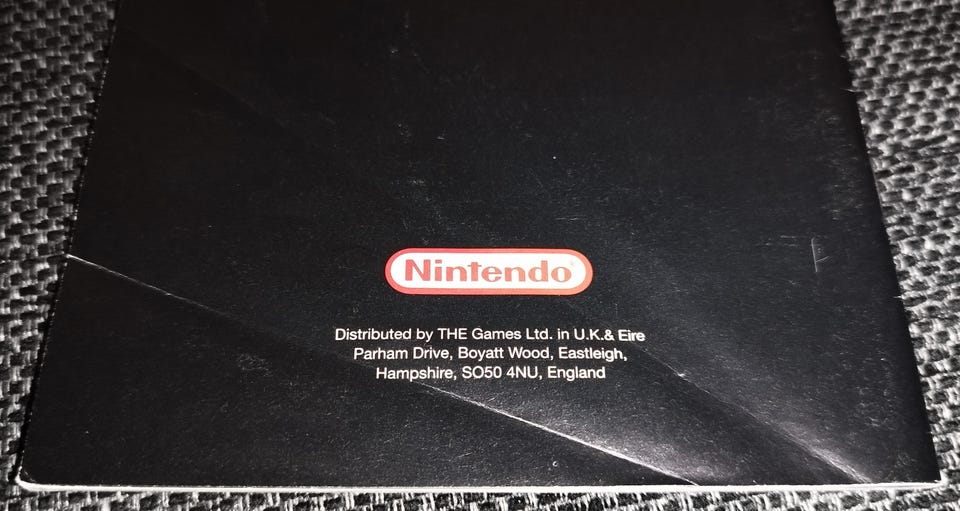 Nintendo
Distributed by THE Games Ltd. in U.K.& Eire
Parham Drive, Boyatt Wood, Eastleigh,
Hampshire, SO50 4NU, England